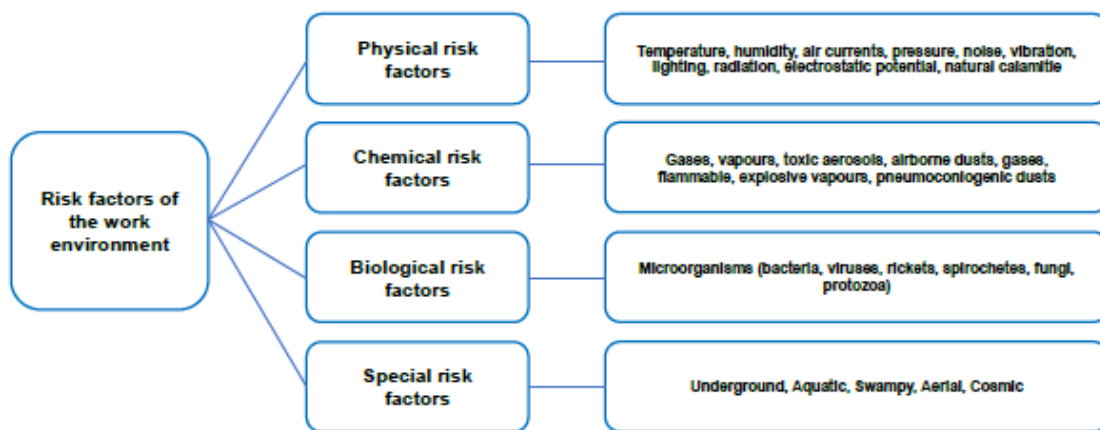 Risk factors of
the work
environment
Physical risk
factors
Temperature, humidity, air currents, pressure, noise, vibration,
lighting, radiation, electrostatic potential, natural calamitie
Chemical risk
factors
Gases, vapours, toxic aerosols, airborne dusts, gases,
flammable, explosive vapours, pneumoconiogenic dusts
Biological risk
factors
Microorganisms (bacteria, viruses, rickets, spirochetes, fungi,
protozoa)
Special risk
factors
Underground, Aquatic, Swampy, Aerial, Cosmic